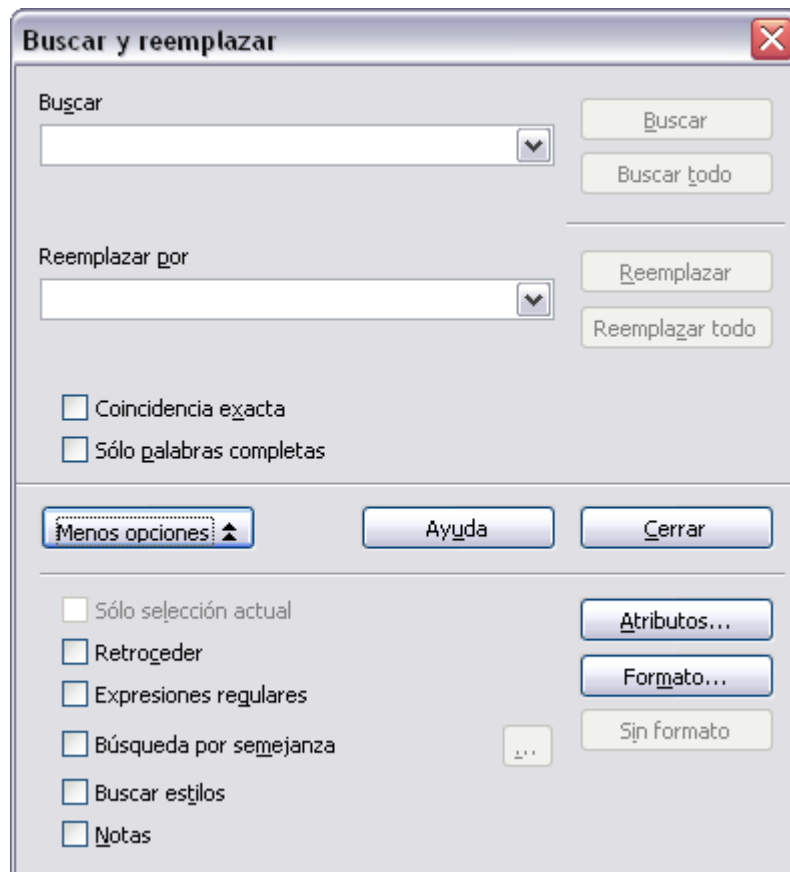 Buscar y reemplazar
Buscar
Buscar
Buscar todo
Reemplazar por
Reemplazar
Reemplazar todo
Coincidencia exacta
Sólo palabras completas
Menos opciones
Ayuda
Cerrar
Sólo selección actual
Atributos...
Retroceder
Formato...
Expresiones regulares
Sin formato
Búsqueda por semejanza
...
Buscar estilos
Notas